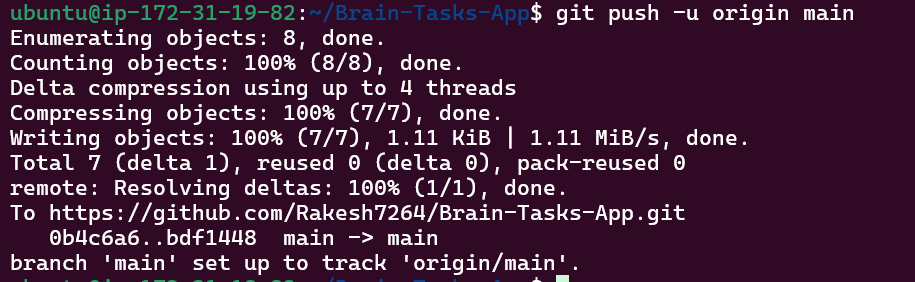 ubuntu@ip-172-31-19-82:~/Brain-Tasks-App$ git push -u origin main
Enumerating objects: 8, done.
Counting objects: 100% (8/8), done.
Delta compression using up to 4 threads
Compressing objects: 100% (7/7), done.
Writing objects: 100% (7/7), 1.11 KiB | 1.11 MiB/s, done.
Total 7 (delta 1), reused 0 (delta 0), pack-reused 0
remote: Resolving deltas: 100% (1/1), done.
To https://github.com/Rakesh7264/Brain-Tasks-App.git
   0b4c6a6..bdf1448  main -> main
branch 'main' set up to track 'origin/main'.